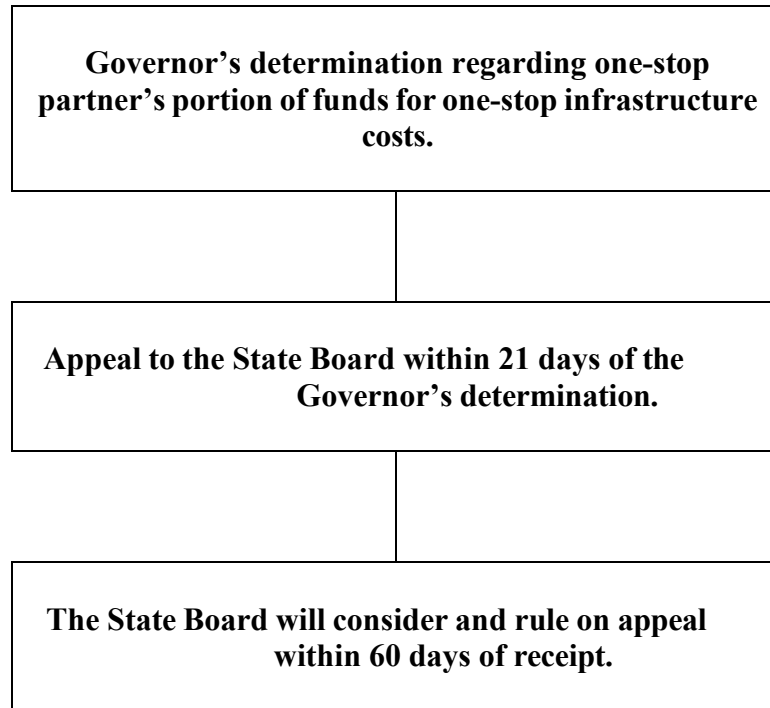 Governor’s determination regarding one-stop
partner’s portion of funds for one-stop infrastructure
costs.
Appeal to the State Board within 21 days of the
Governor’s determination.
The State Board will consider and rule on appeal
within 60 days of receipt.